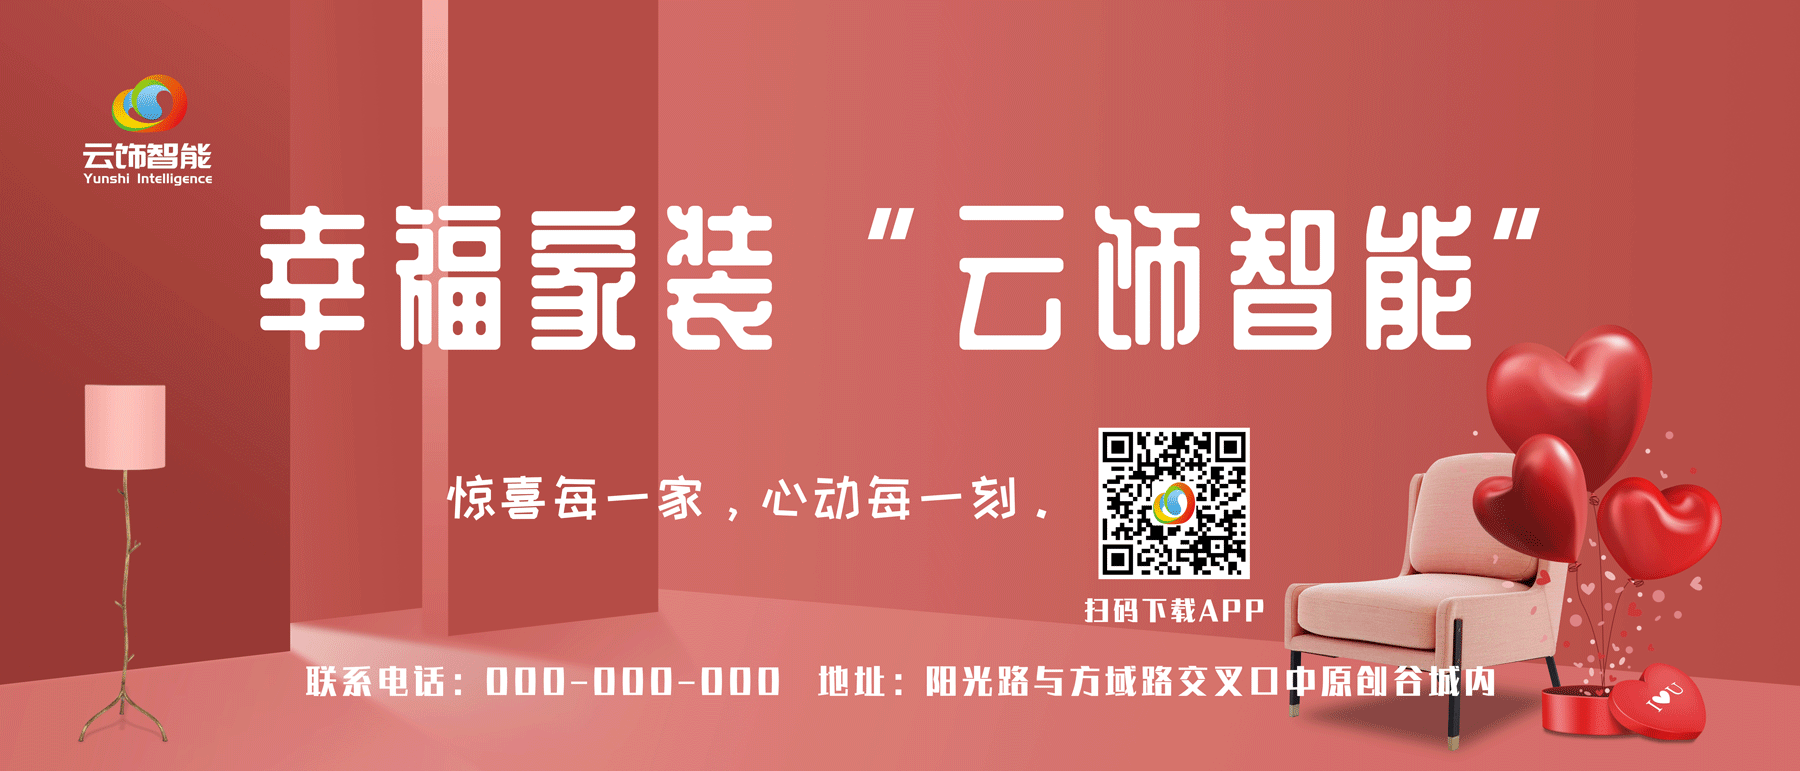 云饰智能
Yunshi Intelligence
幸福家装“云饰智能”
惊喜每一家，心动每一刻.
扫码下载APP
I♥U
联系电话：000-000-000 地址：阳光路与方域路交叉口中原创谷城内